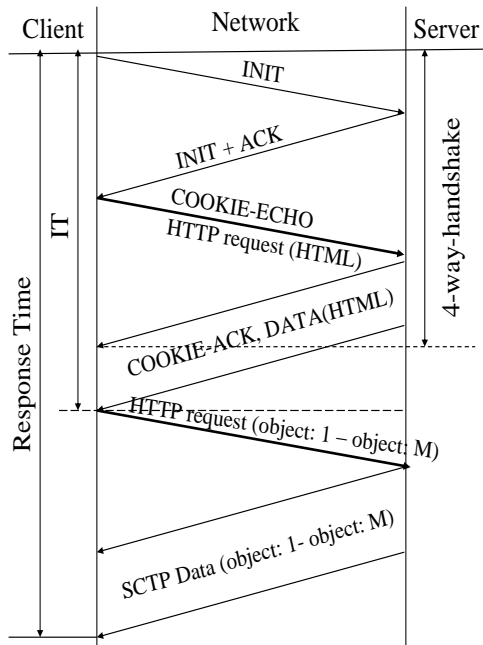 Client
Network
Server
INIT
INIT + ACK
COOKIE-ECHO
HTTP request (HTML)
COOKIE-ACK, DATA(HTML)
HTTP request (object: 1 – object: M)
SCTP Data (object: 1- object: M)
IT
Response Time
4-way-handshake